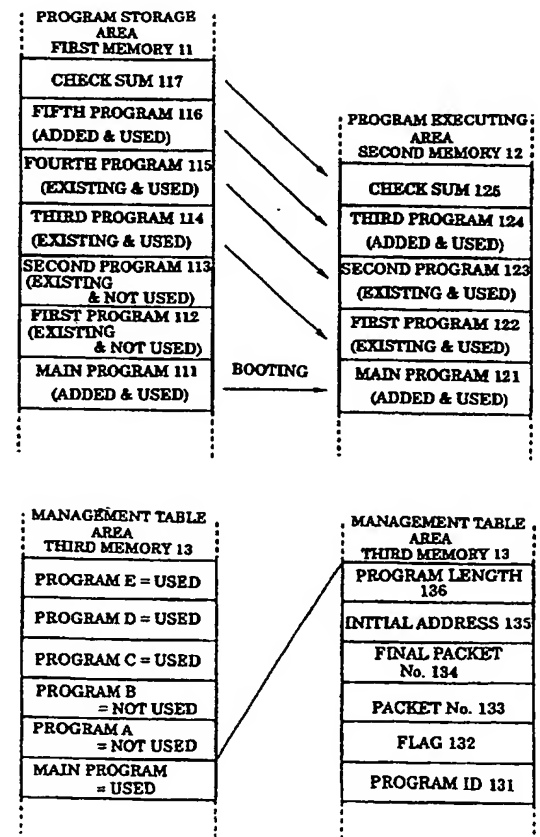 PROGRAM STORAGE
AREA
FIRST MEMORY 11
CHECK SUM 117
FIFTH PROGRAM 116
(ADDED & USED)
FOURTH PROGRAM 115
(EXISTING & USED)
THIRD PROGRAM 114
(EXISTING & USED)
SECOND PROGRAM 113
(EXISTING
& NOT USED)
FIRST PROGRAM 112
(EXISTING
& NOT USED)
MAIN PROGRAM 111
(ADDED & USED)
BOOTING
PROGRAM EXECUTING
AREA
SECOND MEMORY 12
CHECK SUM 125
THIRD PROGRAM 124
(ADDED & USED)
SECOND PROGRAM 123
(EXISTING & USED)
FIRST PROGRAM 122
(EXISTING & USED)
MAIN PROGRAM 121
(ADDED & USED)
MANAGEMENT TABLE
AREA
THIRD MEMORY 13
PROGRAM E = USED
PROGRAM D = USED
PROGRAM C = USED
PROGRAM B
= NOT USED
PROGRAM A
= NOT USED
MAIN PROGRAM
= USED
MANAGEMENT TABLE
AREA
THIRD MEMORY 13
PROGRAM LENGTH
136
INITIAL ADDRESS 135
FINAL PACKET
No. 134
PACKET No. 133
FLAG 132
PROGRAM ID 131